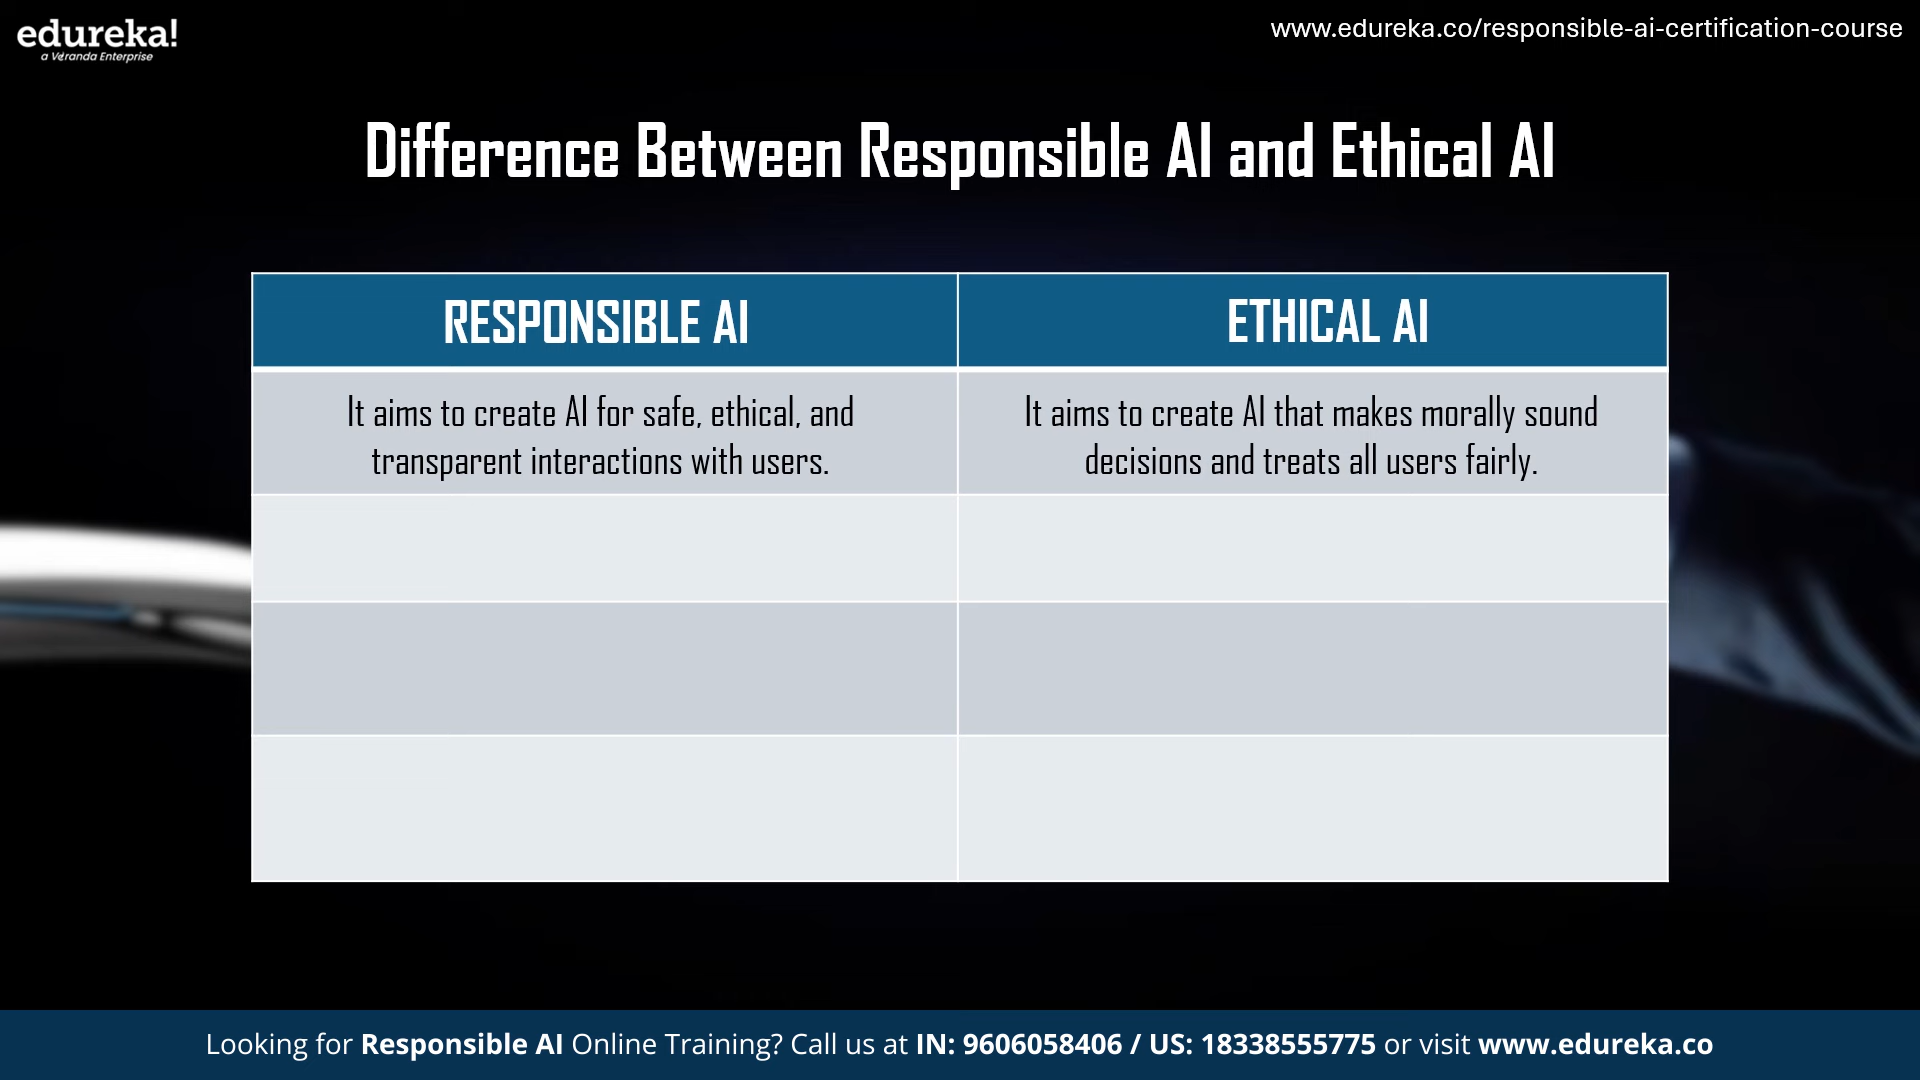 edureka!
a Veranda Enterprise
www.edureka.co/responsible-ai-certification-course
Difference Between Responsible AI and Ethical AI
RESPONSIBLE AI
ETHICAL AI
It aims to create AI for safe, ethical, and
transparent interactions with users.
It aims to create AI that makes morally sound
decisions and treats all users fairly.
Looking for Responsible AI Online Training? Call us at IN: 9606058406 / US: 18338555775 or visit www.edureka.co